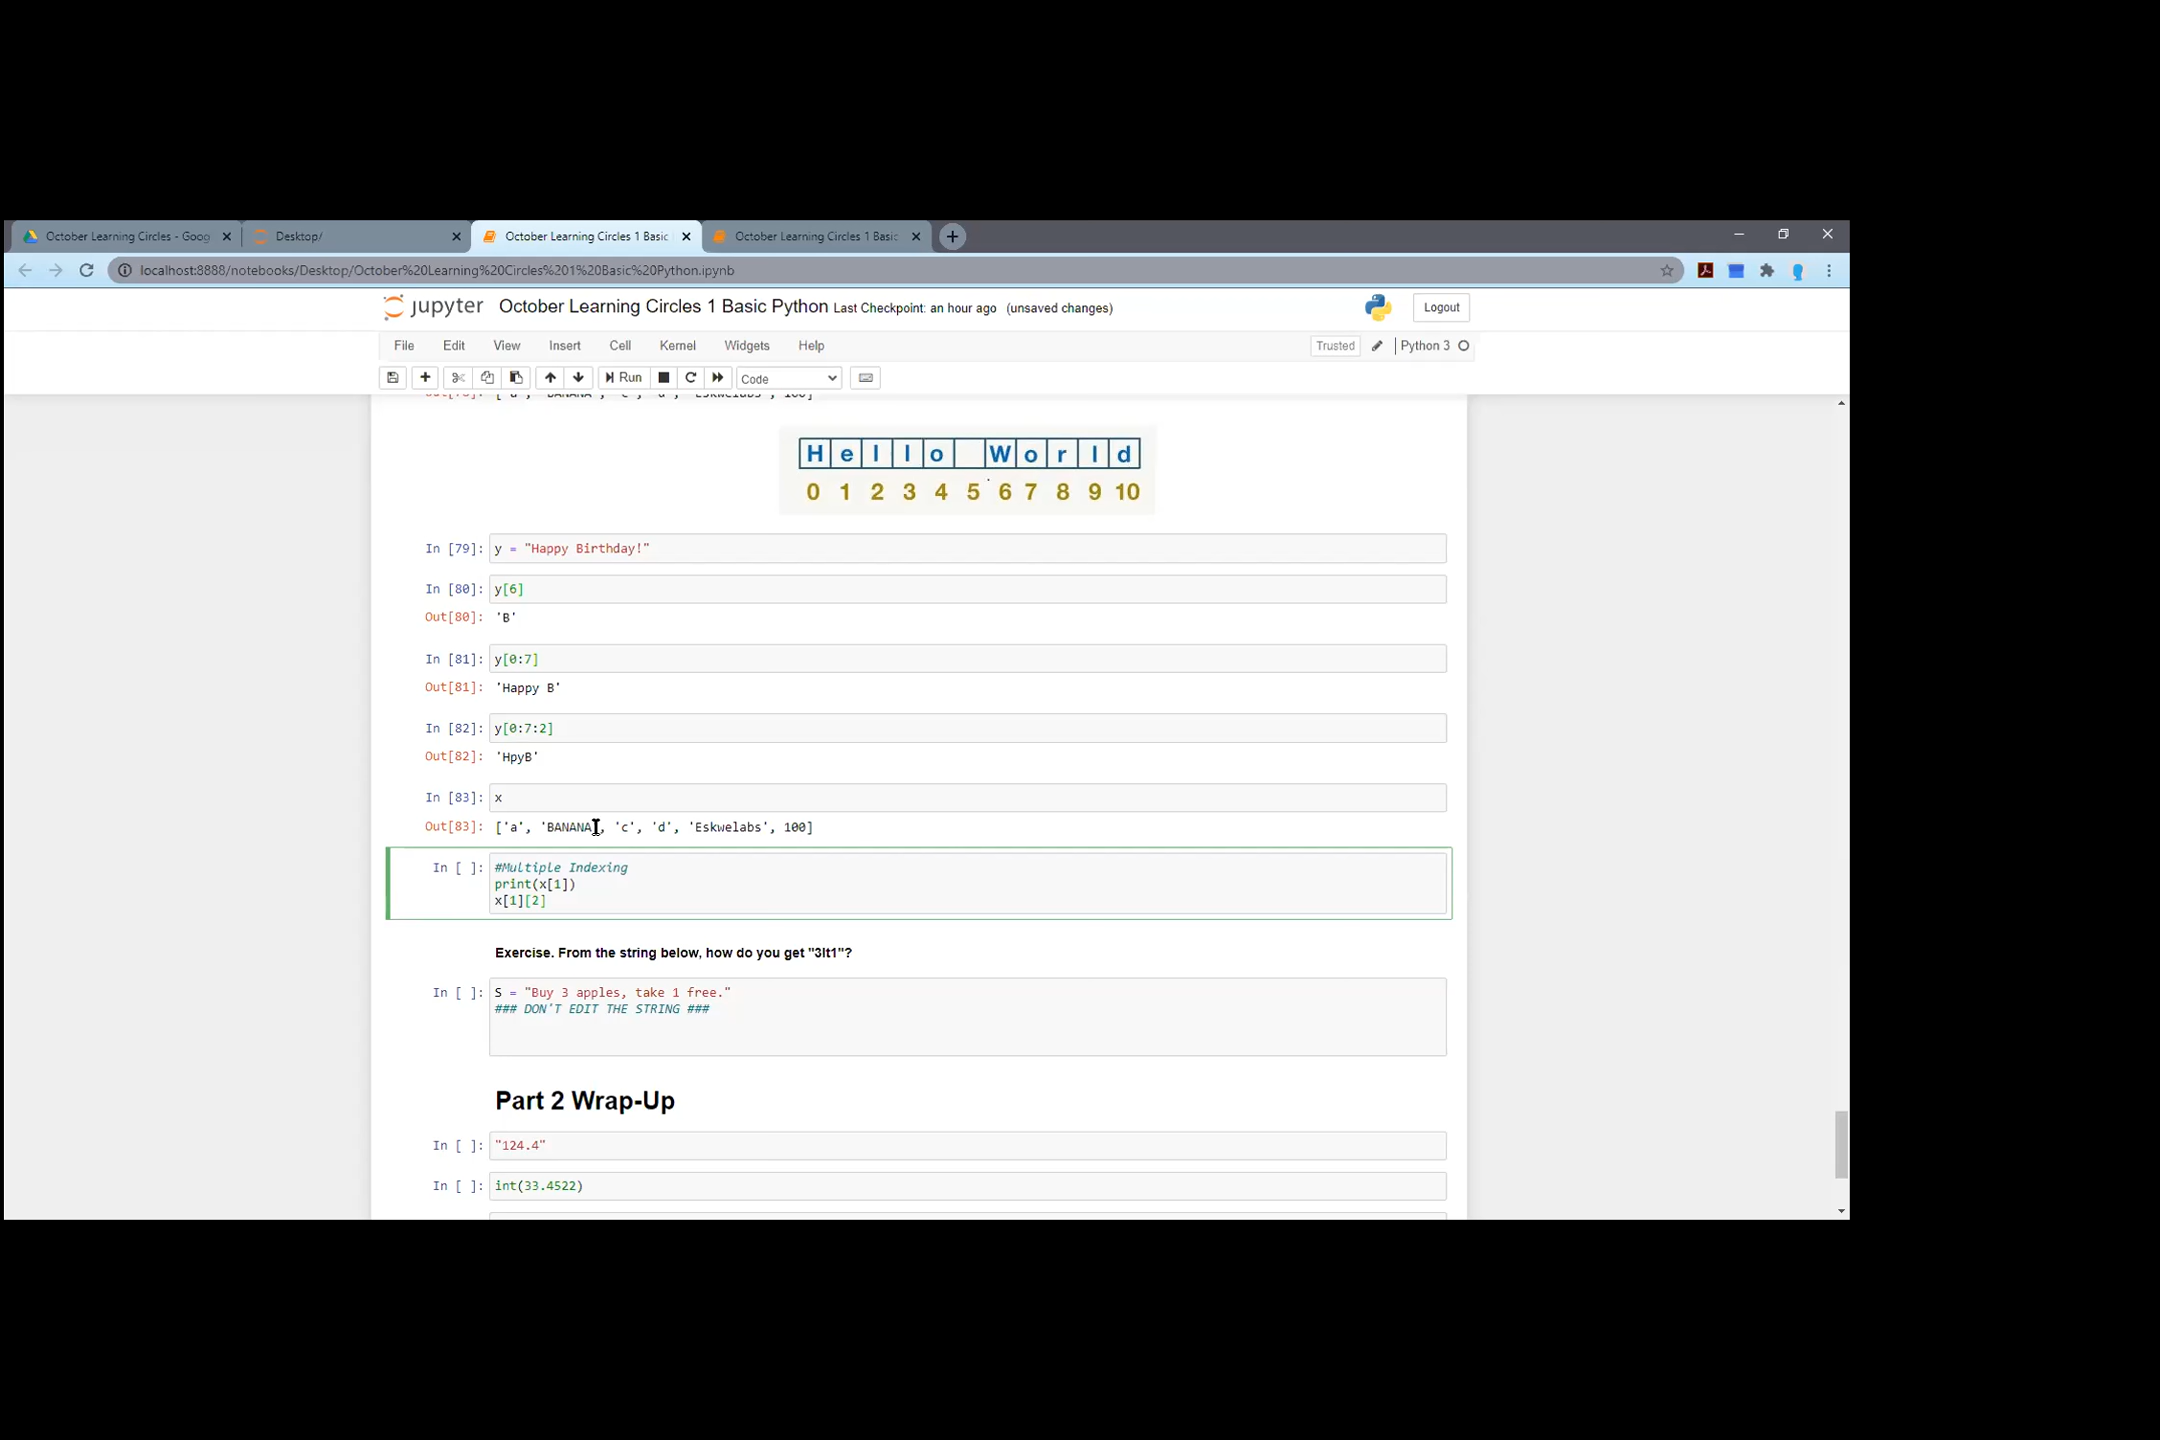 October Learning Circles - Goog
Desktop/
October Learning Circles 1 Basic
October Learning Circles 1 Basic
localhost:8888/notebooks/Desktop/October%20Learning%20Circles%201%20Basic%20Python.ipynb
jupyter October Learning Circles 1 Basic Python Last Checkpoint: an hour ago (unsaved changes)
Logout
File Edit View Insert Cell Kernel Widgets Help
Trusted
Python 3
Run
Code
Hello World
0 1 2 3 4 5 6 7 8 9 10
In [79]: y = "Happy Birthday!"
In [80]: y[6]
Out[80]: 'B'
In [81]: y[0:7]
Out[81]: 'Happy B'
In [82]: y[0:7:2]
Out[82]: 'HpyB'
In [83]: x
Out[83]: ['a', 'BANANA', 'c', 'd', 'Eskwelabs', 100]
In [ ]: #Multiple Indexing
print(x[1])
x[1][2]
Exercise. From the string below, how do you get "3lt1"?
In [ ]: S = "Buy 3 apples, take 1 free."
### DON'T EDIT THE STRING ###
Part 2 Wrap-Up
In [ ]: "124.4"
In [ ]: int(33.4522)